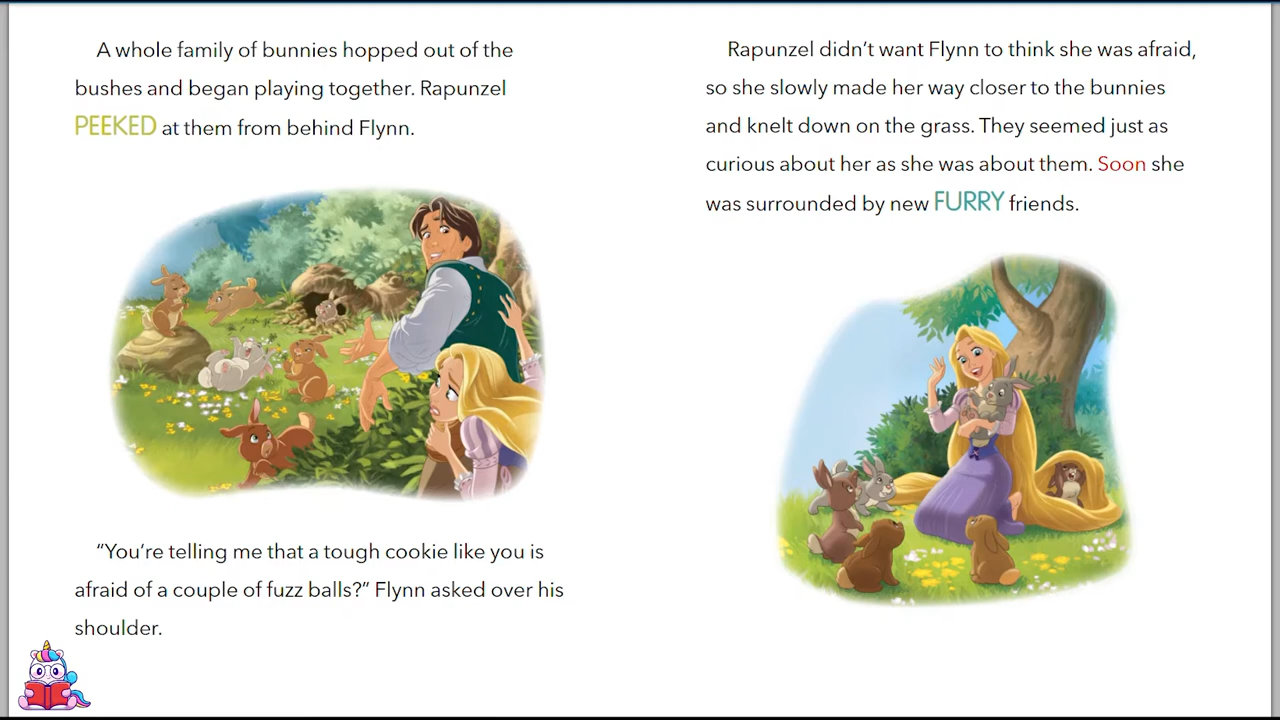 A whole family of bunnies hopped out of the
bushes and began playing together. Rapunzel
PEEKED at them from behind Flynn.
“You’re telling me that a tough cookie like you is
afraid of a couple of fuzz balls?” Flynn asked over his
shoulder.
Rapunzel didn’t want Flynn to think she was afraid,
so she slowly made her way closer to the bunnies
and knelt down on the grass. They seemed just as
curious about her as she was about them. Soon she
was surrounded by new FURRY friends.